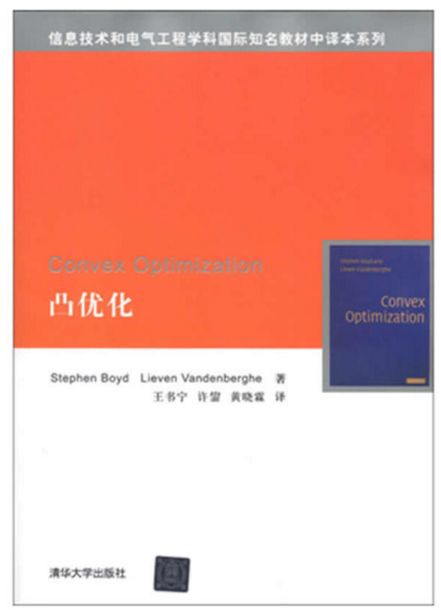 信息技术和电气工程学科国际知名教材中译本系列
Convex Optimization
凸优化
Stephen Boyd and
Lieven Vandenberghe
Convex
Optimization
Stephen Boyd Lieven Vandenberghe 著
王书宁 许鋆 黄晓霖 译
清华大学出版社